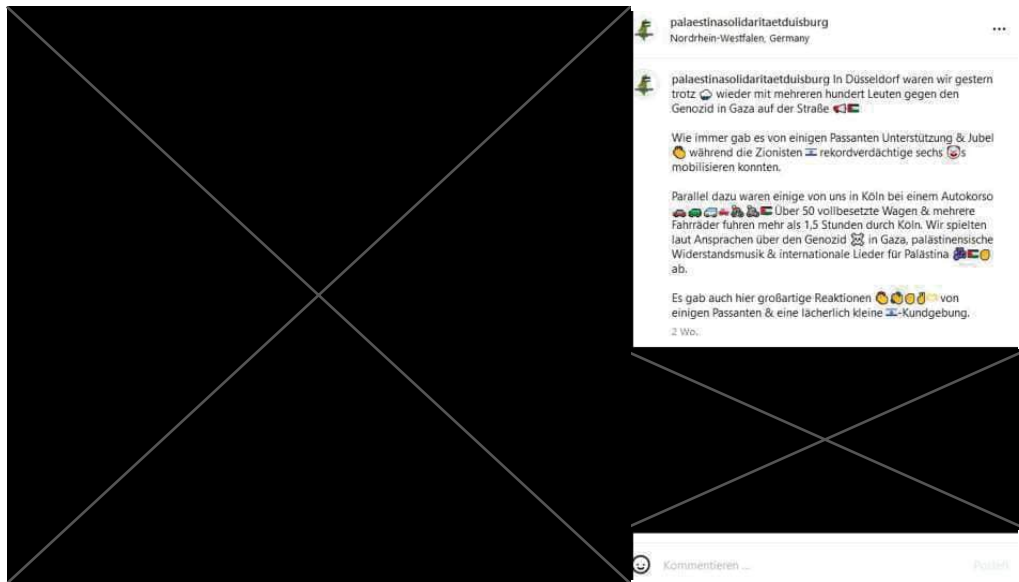 palaestinasolidaritaetduisburg
Nordrhein-Westfalen, Germany
palaestinasolidaritaetduisburg In Düsseldorf waren wir gestern
trotz 🌧 wieder mit mehreren hundert Leuten gegen den
Genozid in Gaza auf der Straße 📢🇵🇸
Wie immer gab es von einigen Passanten Unterstützung & Jubel
👏 während die Zionisten 🇮🇱 rekordverdächtige sechs 🤡s
mobilisieren konnten.
Parallel dazu waren einige von uns in Köln bei einem Autokorso
Über 50 vollbesetzte Wagen & mehrere
Fahrräder fuhren mehr als 1,5 Stunden durch Köln. Wir spielten
laut Ansprachen über den Genozid ☠ in Gaza, palästinensische
Widerstandsmusik & internationale Lieder für Palästina
ab.
Es gab auch hier großartige Reaktionen von
einigen Passanten & eine lächerlich kleine 🇮🇱-Kundgebung.
2 Wo.
Kommentieren ...
Posten